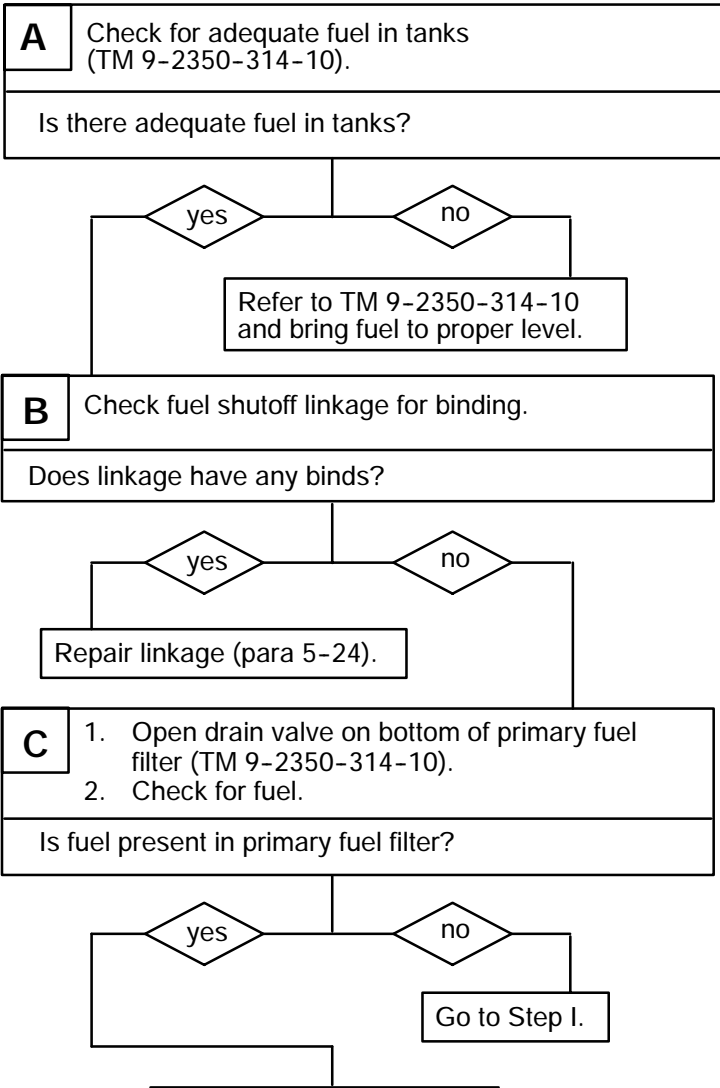 A
Check for adequate fuel in tanks
(TM 9-2350-314-10).
Is there adequate fuel in tanks?
yes
no
Refer to TM 9-2350-314-10
and bring fuel to proper level.
B
Check fuel shutoff linkage for binding.
Does linkage have any binds?
yes
no
Repair linkage (para 5-24).
C
1. Open drain valve on bottom of primary fuel
filter (TM 9-2350-314-10).
2. Check for fuel.
Is fuel present in primary fuel filter?
yes
no
Go to Step I.